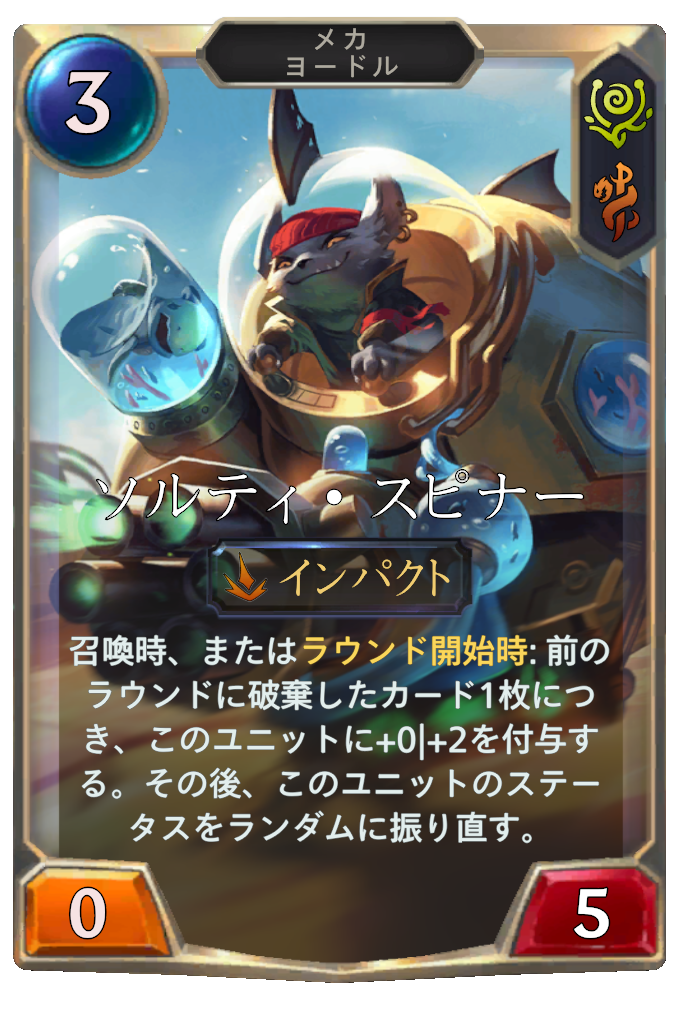 メカ
ヨードル
3
ソルティ・スピナー
インパクト
召喚時、またはラウンド開始時: 前の
ラウンドに破棄したカード1枚につ
き、このユニットに+0|+2を付与す
る。その後、このユニットのステー
タスをランダムに振り直す。
0
5